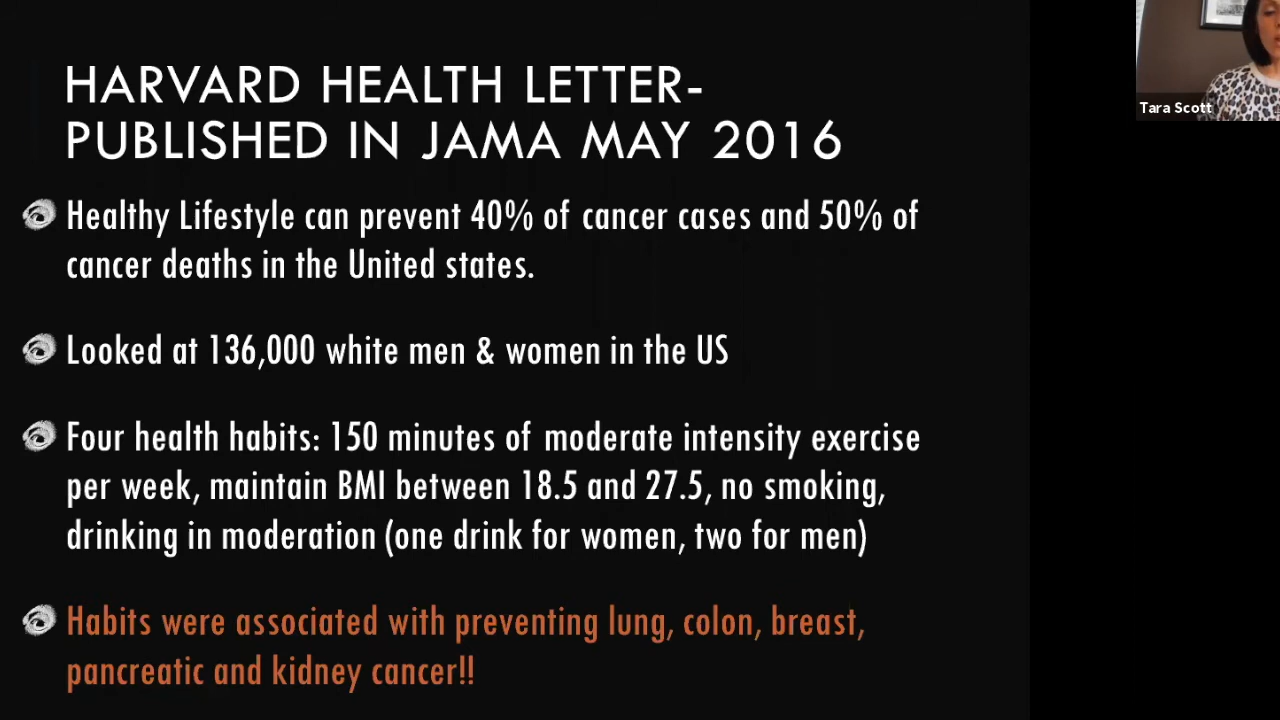 HARVARD HEALTH LETTER-
PUBLISHED IN JAMA MAY 2016
Healthy Lifestyle can prevent 40% of cancer cases and 50% of
cancer deaths in the United states.
Looked at 136,000 white men & women in the US
Four health habits: 150 minutes of moderate intensity exercise
per week, maintain BMI between 18.5 and 27.5, no smoking,
drinking in moderation (one drink for women, two for men)
Habits were associated with preventing lung, colon, breast,
pancreatic and kidney cancer!!
Tara Scott